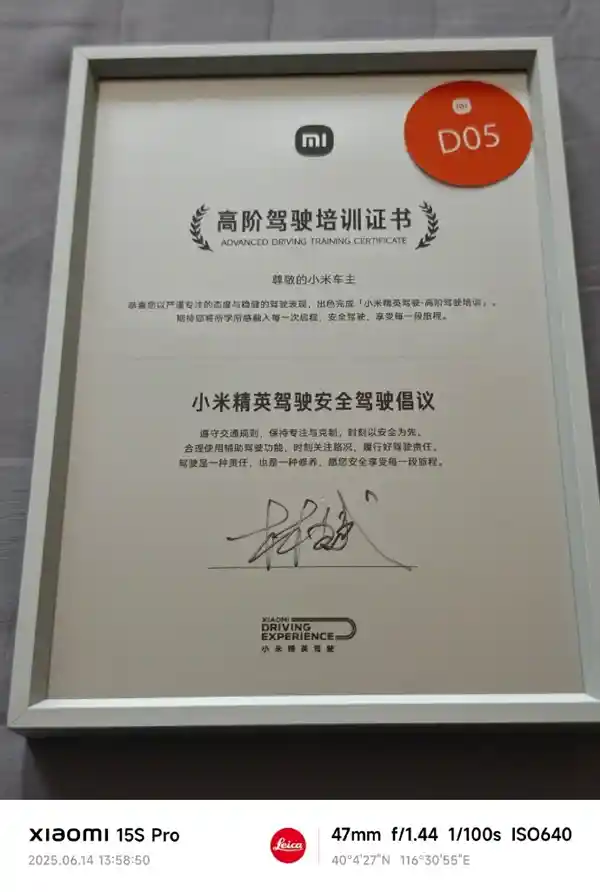 mi
mi
D05
高阶驾驶培训证书
ADVANCED DRIVING TRAINING CERTIFICATE
尊敬的小米车主
恭喜您以严谨专注的态度与稳健的驾驶表现，出色完成「小米精英驾驶-高阶驾驶培训」。
期待您将所学所感融入每一次启程，安全驾驶，享受每一段旅程。
小米精英驾驶安全驾驶倡议
遵守交通规则，保持专注与克制，时刻以安全为先。
合理使用辅助驾驶功能，时刻关注路况，履行好驾驶责任。
驾驶是一种责任，也是一种修养，愿您安全享受每一段旅程。
XIAOMI
DRIVING
EXPERIENCE
小米精英驾驶
XIAOMI 15S Pro
2025.06.14 13:58:50
Leica
47mm f/1.44 1/100s ISO640
40°4'27"N 116°30'55"E